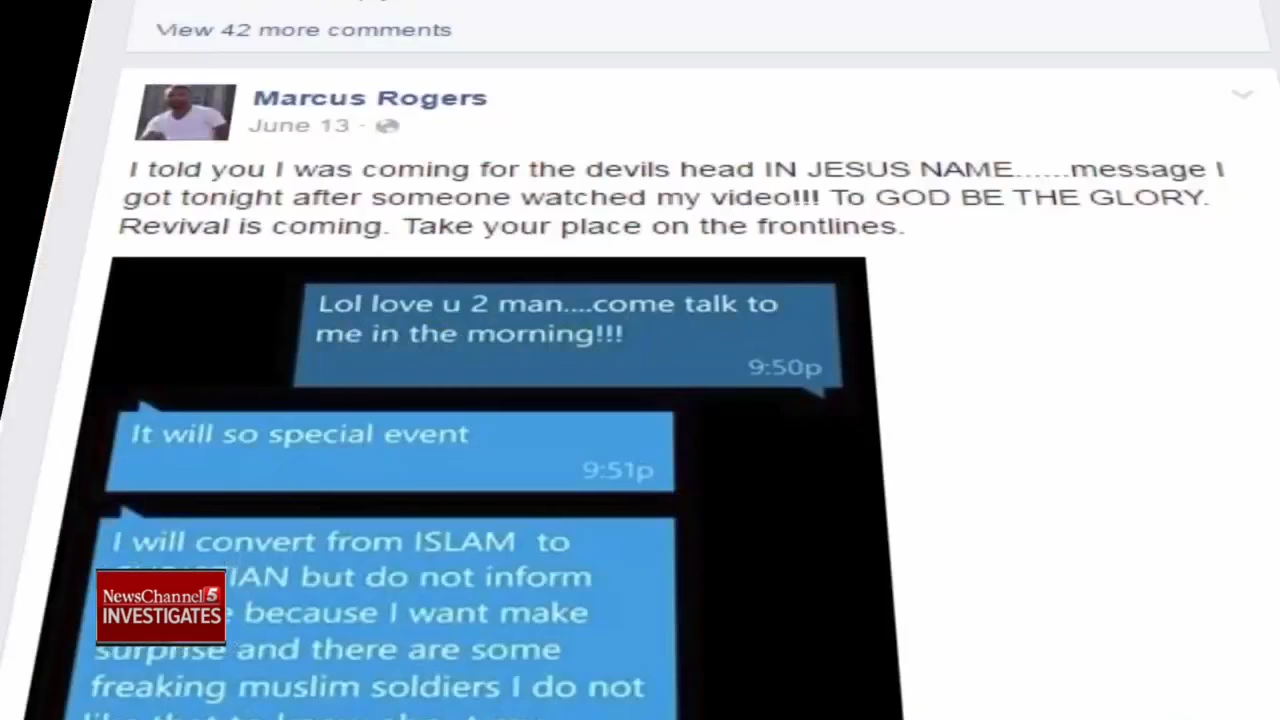 View 42 more comments
Marcus Rogers
June 13 ·
I told you I was coming for the devils head IN JESUS NAME......message I
got tonight after someone watched my video!!! To GOD BE THE GLORY.
Revival is coming. Take your place on the frontlines.
Lol love u 2 man....come talk to
me in the morning!!!
9:50p
It will so special event
9:51p
I will convert from ISLAM to
but do not inform
because I want make
surprise and there are some
freaking muslim soldiers I do not
NewsChannel 5
INVESTIGATES